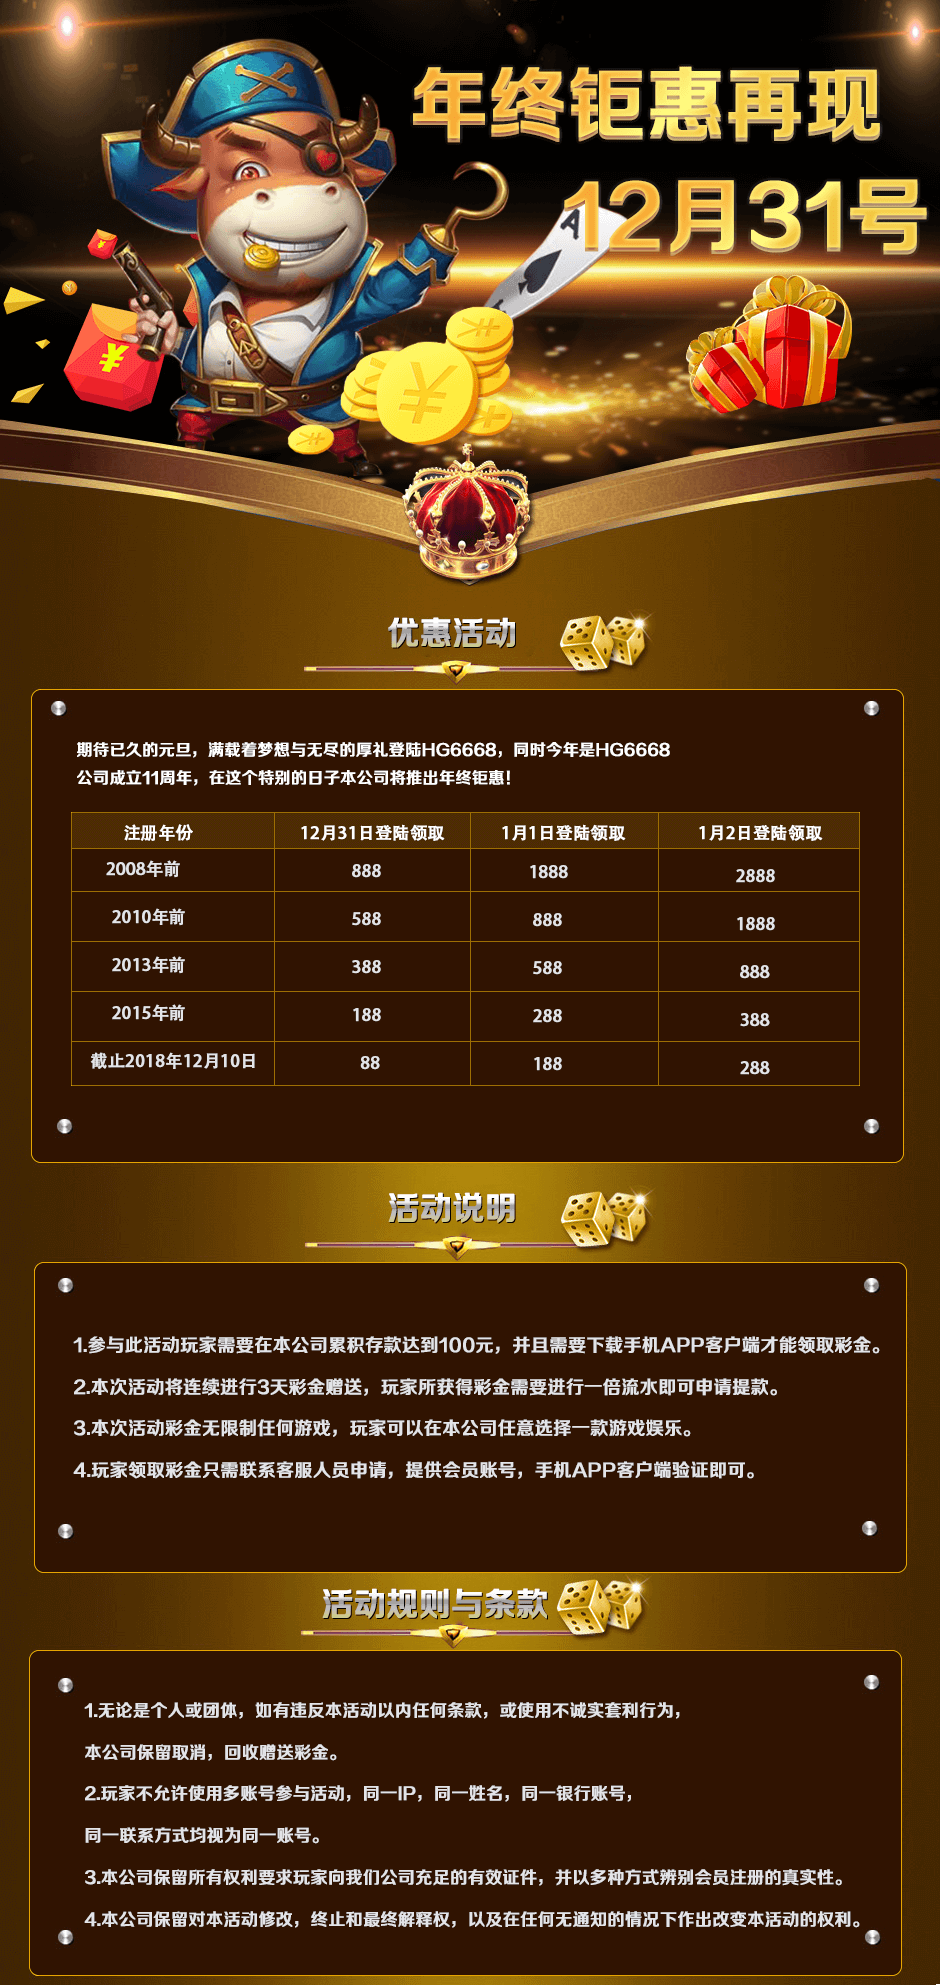 年终钜惠再现
12月31号
优惠活动
期待已久的元旦，满载着梦想与无尽的厚礼登陆HG6668，同时今年是HG6668
公司成立11周年，在这个特别的日子本公司将推出年终钜惠！
注册年份 12月31日登陆领取 1月1日登陆领取 1月2日登陆领取
2008年前 888 1888 2888
2010年前 588 888 1888
2013年前 388 588 888
2015年前 188 288 388
截止2018年12月10日 88 188 288
活动说明
1.参与此活动玩家需要在本公司累积存款达到100元，并且需要下载手机APP客户端才能领取彩金。
2.本次活动将连续进行3天彩金赠送，玩家所获得彩金需要进行一倍流水即可申请提款。
3.本次活动彩金无限制任何游戏，玩家可以在本公司任意选择一款游戏娱乐。
4.玩家领取彩金只需联系客服人员申请，提供会员账号，手机APP客户端验证即可。
活动规则与条款
1.无论是个人或团体，如有违反本活动以内任何条款，或使用不诚实套利行为，
本公司保留取消，回收赠送彩金。
2.玩家不允许使用多账号参与活动，同一IP，同一姓名，同一银行账号，
同一联系方式均视为同一账号。
3.本公司保留所有权利要求玩家向我们公司充足的有效证件，并以多种方式辨别会员注册的真实性。
4.本公司保留对本活动修改，终止和最终解释权，以及在任何无通知的情况下作出改变本活动的权利。